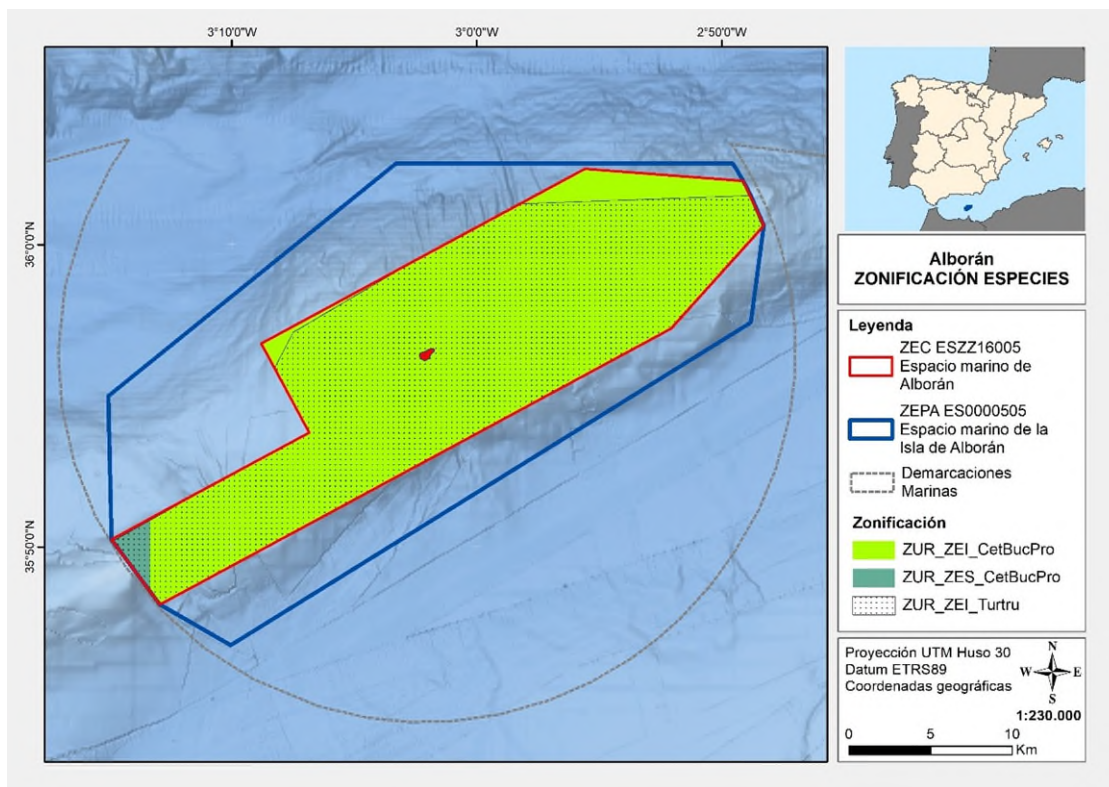 3°10'0"W
3°0'0"W
2°50'0"W
36°0'0"N
35°50'0"N
Alborán
ZONIFICACIÓN ESPECIES
Leyenda
ZEC ESZZ16005
Espacio marino de
Alborán
ZEPA ES0000505
Espacio marino de la
Isla de Alborán
Demarcaciones
Marinas
Zonificación
ZUR_ZEI_CetBucPro
ZUR_ZES_CetBucPro
ZUR_ZEI_Turtru
Proyección UTM Huso 30
Datum ETRS89
Coordenadas geográficas
N
W
E
S
1:230.000
0
5
10
Km